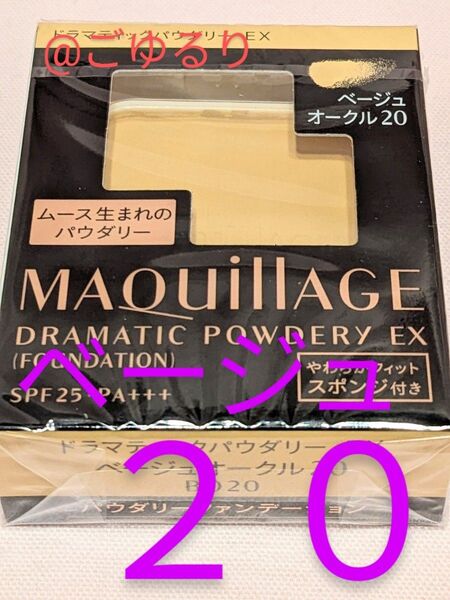 ドラマティックパウダリー EX
@ごゆるり
ベージュ
オークル20
ムース生まれの
パウダリー
MAQuillAGE
DRAMATIC POWDERY EX
(FOUNDATION)
やわらかフィット
スポンジ付き
SPF25・PA+++
ベージュ
ドラマティックパウダリー EX
ベージュオークル20
BO20
パウダリーファンデーション
20